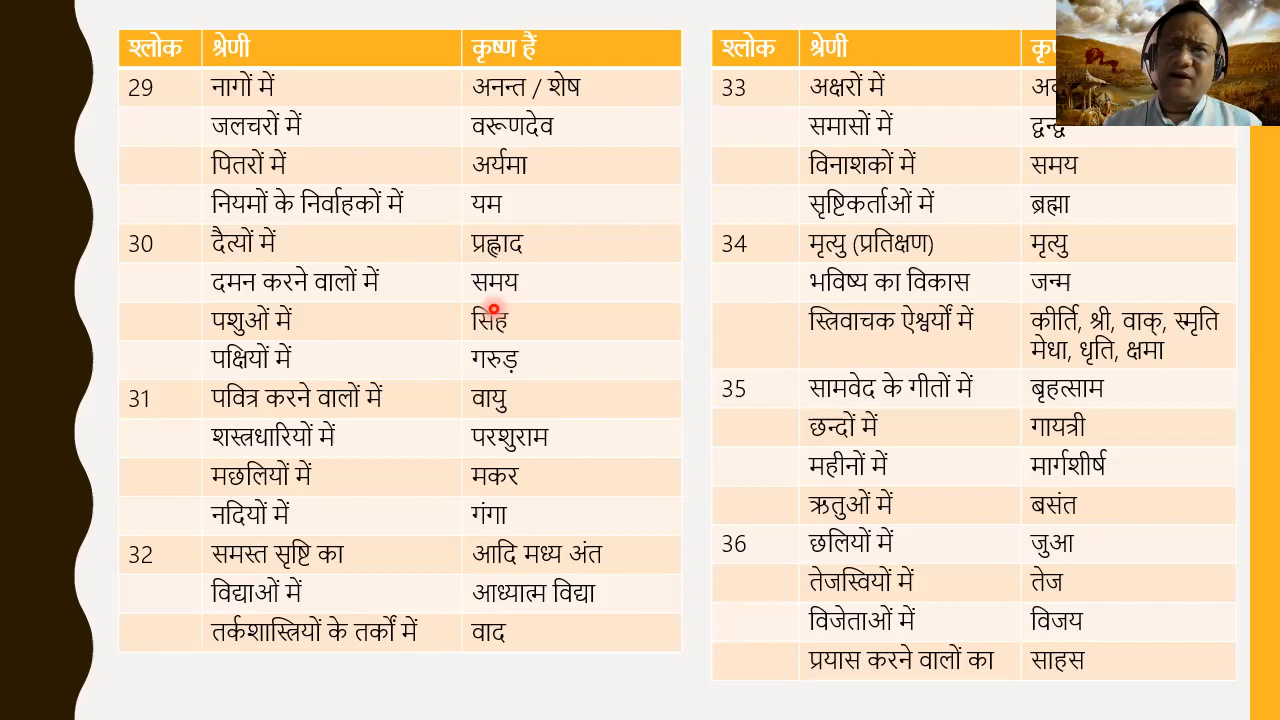 श्लोक श्रेणी कृष्ण हैं
29 नागों में अनन्त / शेष
जलचरों में वरूणदेव
पितरों में अर्यमा
नियमों के निर्वाहकों में यम
30 दैत्यों में प्रह्लाद
दमन करने वालों में समय
पशुओं में सिंह
पक्षियों में गरुड़
31 पवित्र करने वालों में वायु
शस्त्रधारियों में परशुराम
मछलियों में मकर
नदियों में गंगा
32 समस्त सृष्टि का आदि मध्य अंत
विद्याओं में आध्यात्म विद्या
तर्कशास्त्रियों के तर्कों में वाद
श्लोक श्रेणी
33 अक्षरों में
समासों में द्वन्द्व
विनाशकों में समय
सृष्टिकर्ताओं में ब्रह्मा
34 मृत्यु (प्रतिक्षण) मृत्यु
भविष्य का विकास जन्म
स्त्रिवाचक ऐश्वर्यों में कीर्ति, श्री, वाक्, स्मृति
मेधा, धृति, क्षमा
35 सामवेद के गीतों में बृहत्साम
छन्दों में गायत्री
महीनों में मार्गशीर्ष
ऋतुओं में बसंत
36 छलियों में जुआ
तेजस्वियों में तेज
विजेताओं में विजय
प्रयास करने वालों का साहस